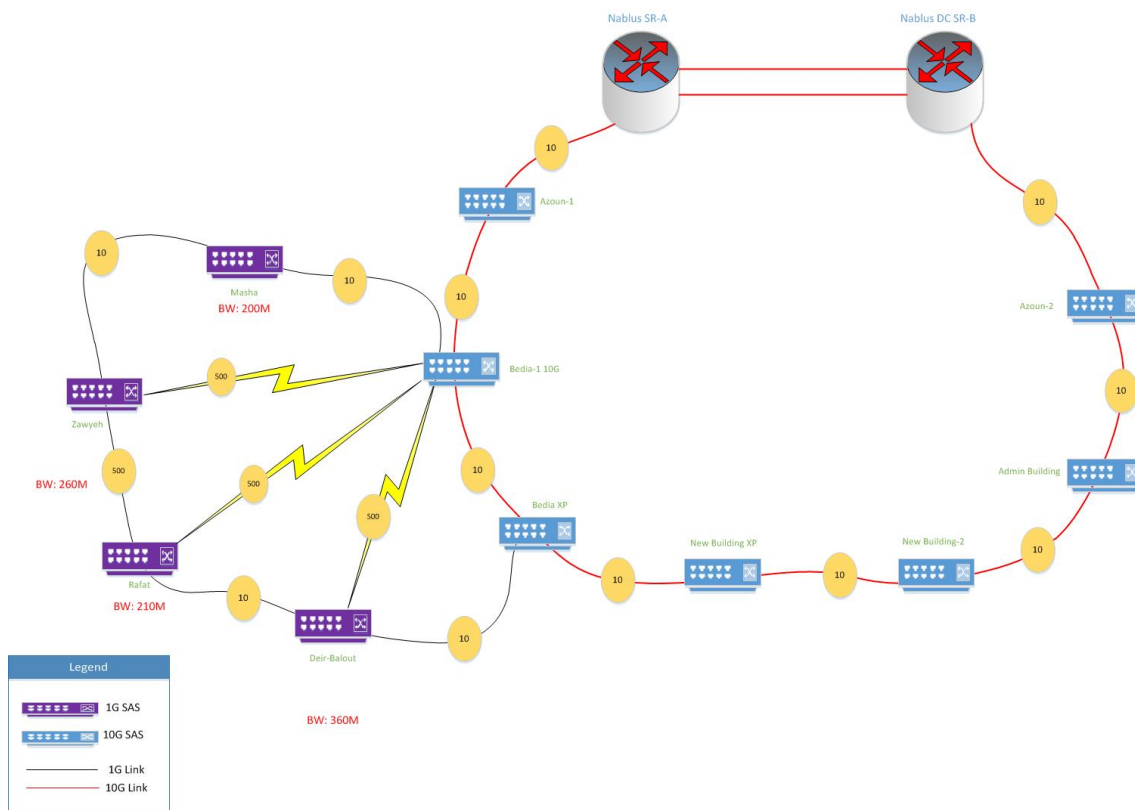 Nablus SR-A
Nablus DC SR-B
10
Azoun-1
10
10
Masha
BW: 200M
10
10
Azoun-2
500
Bedia-1 10G
Zawyeh
10
500
BW: 260M
500
10
500
Bedia XP
Admin Building
New Building XP
New Building-2
10
Rafat
BW: 210M
10
10
10
Deir-Balout
10
BW: 360M
Legend
1G SAS
10G SAS
1G Link
10G Link